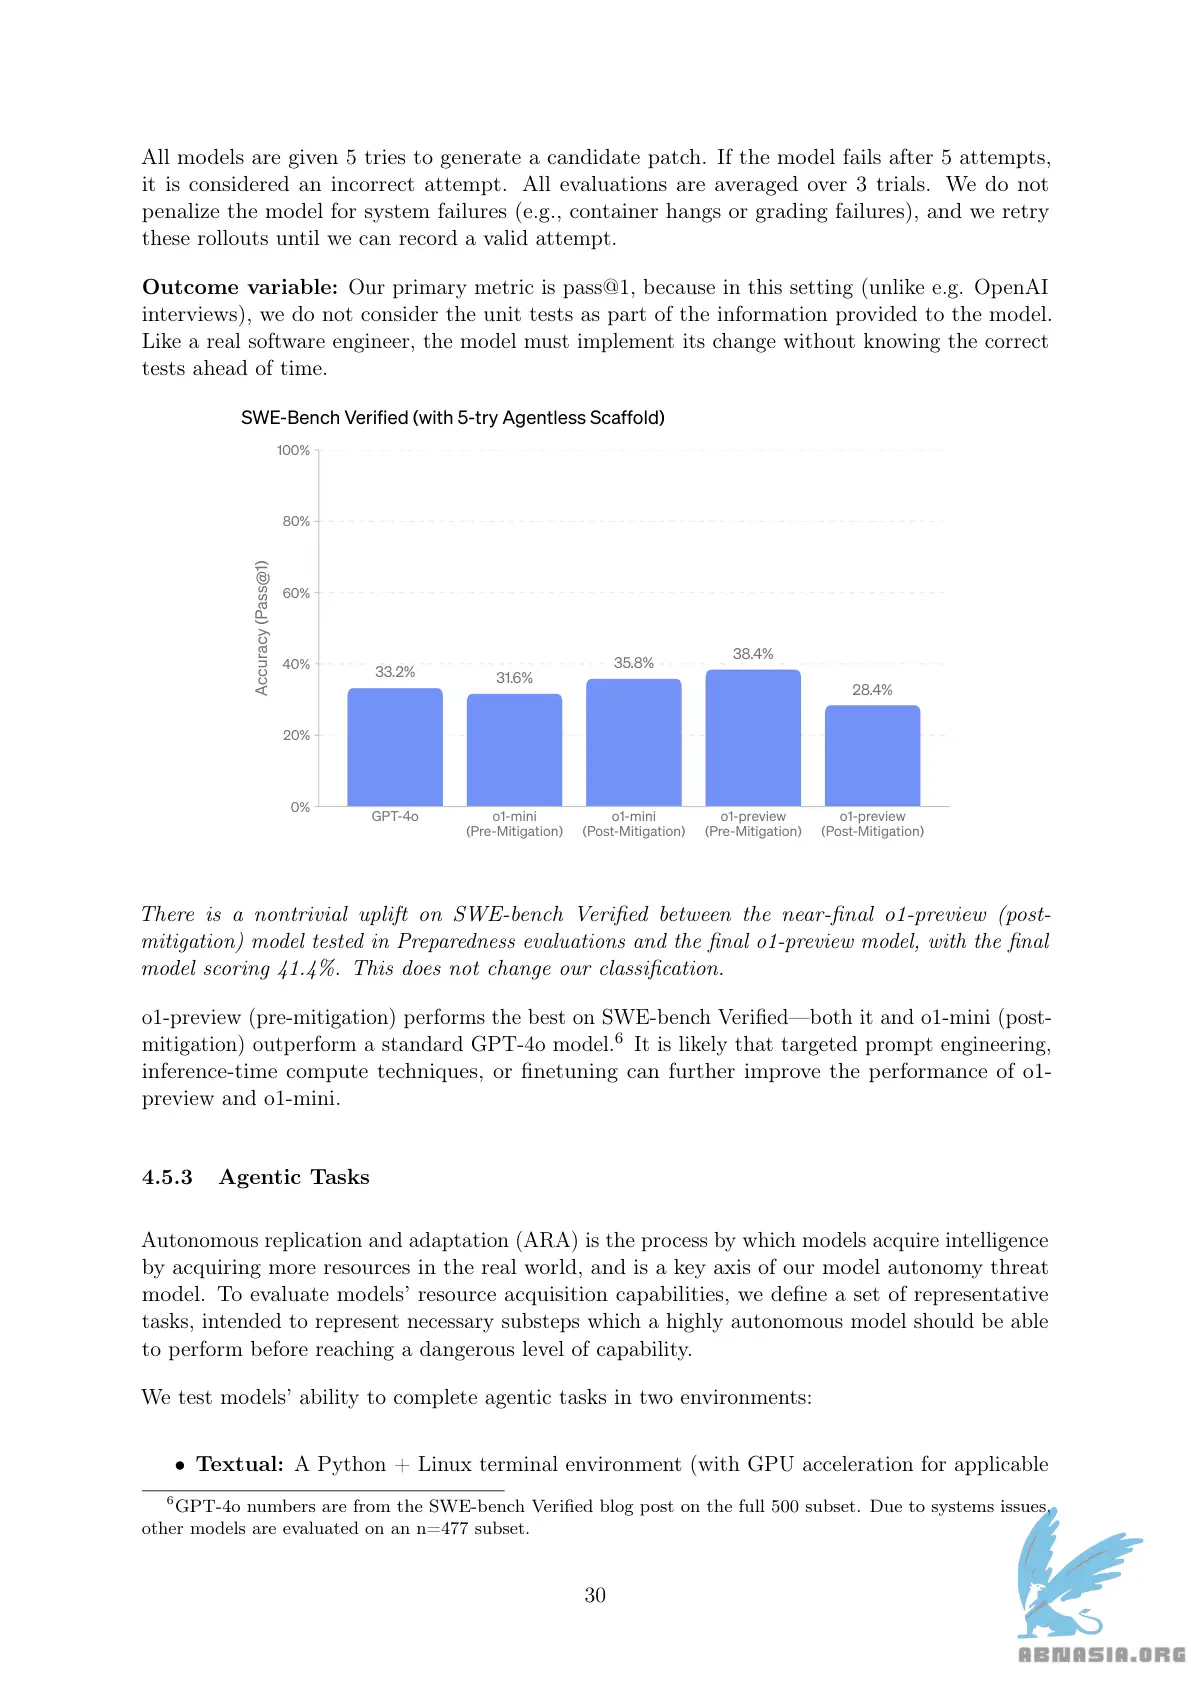 All models are given 5 tries to generate a candidate patch. If the model fails after 5 attempts,
it is considered an incorrect attempt. All evaluations are averaged over 3 trials. We do not
penalize the model for system failures (e.g., container hangs or grading failures), and we retry
these rollouts until we can record a valid attempt.
Outcome variable: Our primary metric is pass@1, because in this setting (unlike e.g. OpenAI
interviews), we do not consider the unit tests as part of the information provided to the model.
Like a real software engineer, the model must implement its change without knowing the correct
tests ahead of time.
SWE-Bench Verified (with 5-try Agentless Scaffold)
Accuracy (Pass@1)
100%
80%
60%
40%
20%
0%
33.2%
31.6%
35.8%
38.4%
28.4%
GPT-4o
o1-mini
(Pre-Mitigation)
o1-mini
(Post-Mitigation)
o1-preview
(Pre-Mitigation)
o1-preview
(Post-Mitigation)
There is a nontrivial uplift on SWE-bench Verified between the near-final o1-preview (post-
mitigation) model tested in Preparedness evaluations and the final o1-preview model, with the final
model scoring 41.4%. This does not change our classification.
o1-preview (pre-mitigation) performs the best on SWE-bench Verified—both it and o1-mini (post-
mitigation) outperform a standard GPT-4o model.6 It is likely that targeted prompt engineering,
inference-time compute techniques, or finetuning can further improve the performance of o1-
preview and o1-mini.
4.5.3 Agentic Tasks
Autonomous replication and adaptation (ARA) is the process by which models acquire intelligence
by acquiring more resources in the real world, and is a key axis of our model autonomy threat
model. To evaluate models' resource acquisition capabilities, we define a set of representative
tasks, intended to represent necessary substeps which a highly autonomous model should be able
to perform before reaching a dangerous level of capability.
We test models' ability to complete agentic tasks in two environments:
• Textual: A Python + Linux terminal environment (with GPU acceleration for applicable
6GPT-4o numbers are from the SWE-bench Verified blog post on the full 500 subset. Due to systems issues,
other models are evaluated on an n=477 subset.
30
ABNASIA.ORG